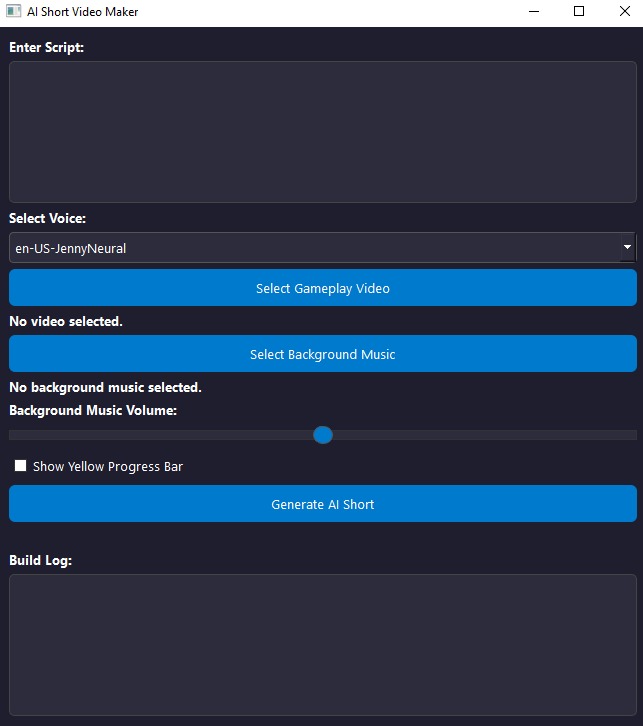 AI Short Video Maker
Enter Script:
Select Voice:
en-US-JennyNeural
Select Gameplay Video
No video selected.
Select Background Music
No background music selected.
Background Music Volume:
Show Yellow Progress Bar
Generate AI Short
Build Log: